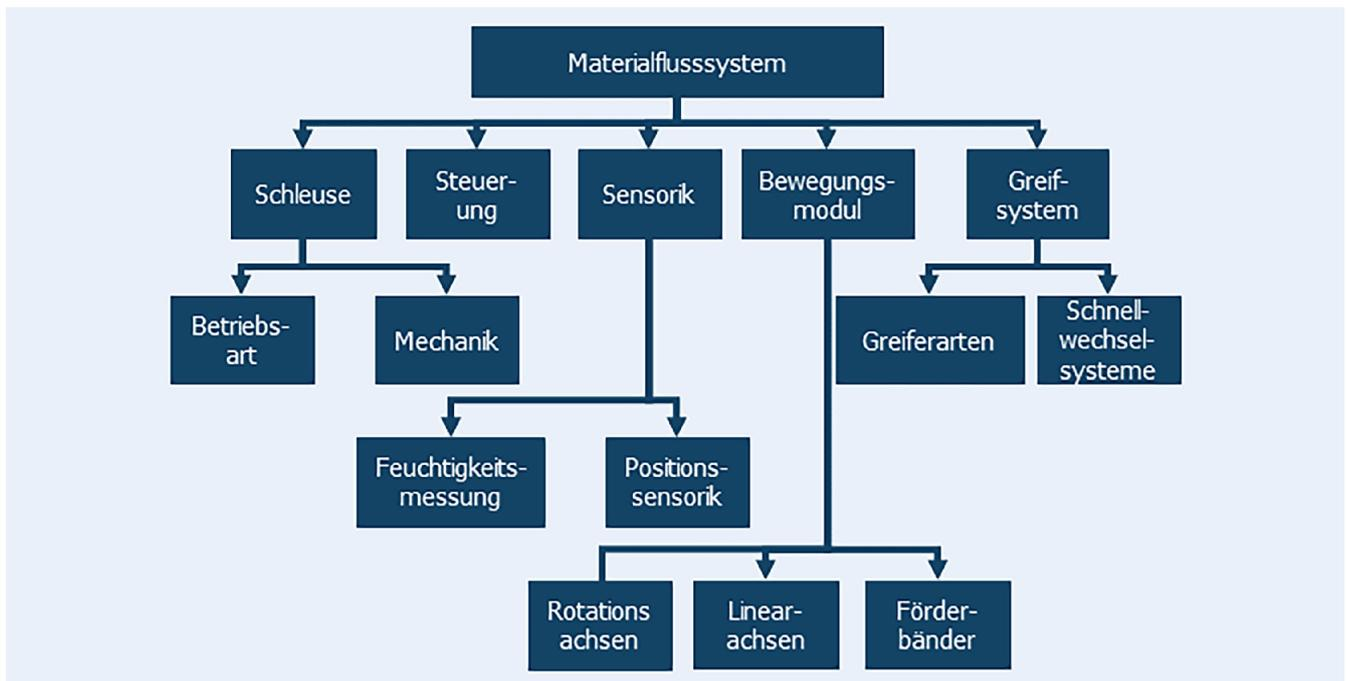 Materialflusssystem
Schleuse
Steuer-
ung
Sensorik
Bewegungs-
modul
Greif-
system
Betriebs-
art
Mechanik
Greiferarten
Schnell-
wechsel-
systeme
Feuchtigkeits-
messung
Positions-
sensorik
Rotations
achsen
Linear-
achsen
Förder-
bänder